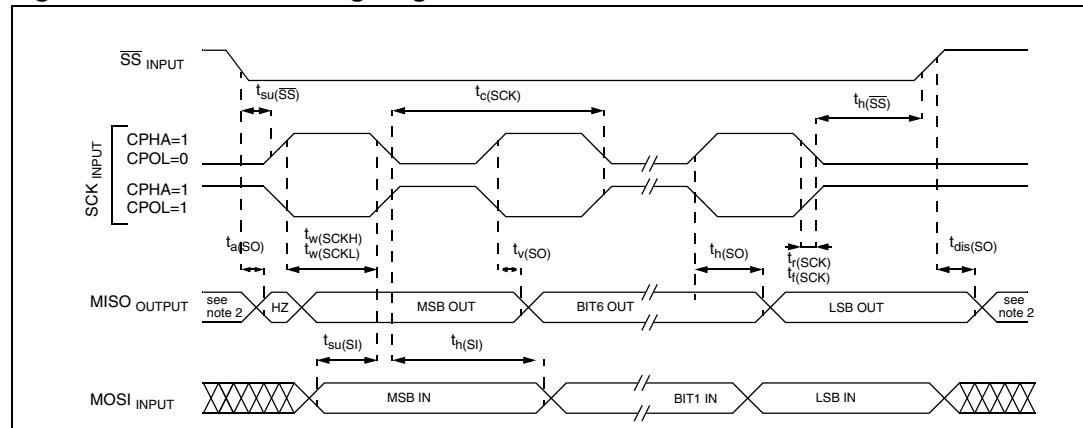 SS INPUT
tsu(SS)
tc(SCK)
th(SS)
SCK INPUT
CPHA=1
CPOL=0
CPHA=1
CPOL=1
ta(SO)
tw(SCKH)
tw(SCKL)
tv(SO)
th(SO)
tr(SCK)
tf(SCK)
tdis(SO)
MISO OUTPUT
see
note 2
HZ
MSB OUT
BIT6 OUT
LSB OUT
see
note 2
tsu(SI)
th(SI)
MOSI INPUT
MSB IN
BIT1 IN
LSB IN